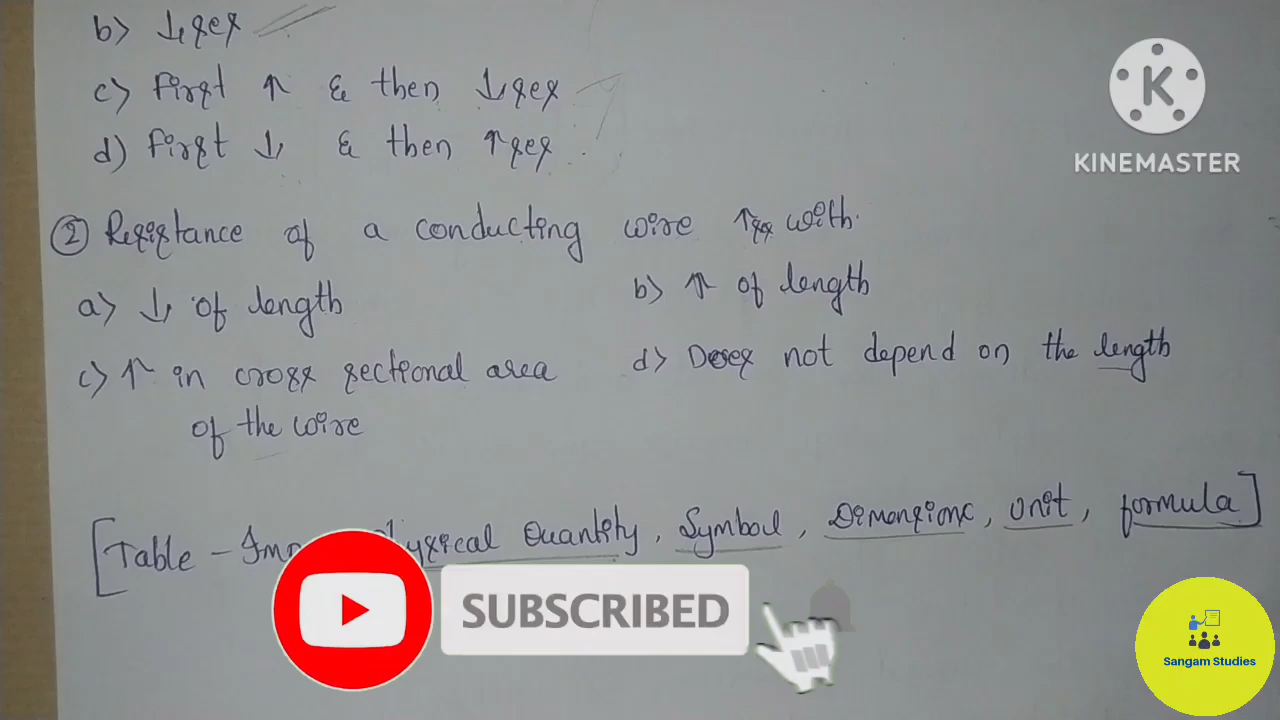 b> ↓ses
c> First ↑ & then ↓ses
d) First ↓ & then ↑ses
② Resistance of a conducting wire ↑ses with
a> ↓ of length
b> ↑ of length
c> ↑ in cross sectional area of the wire
d> Does not depend on the length
[Table - Physical Quantity, Symbol, Dimensions, Unit, formula]
KINEMASTER
SUBSCRIBED
Sangam Studies